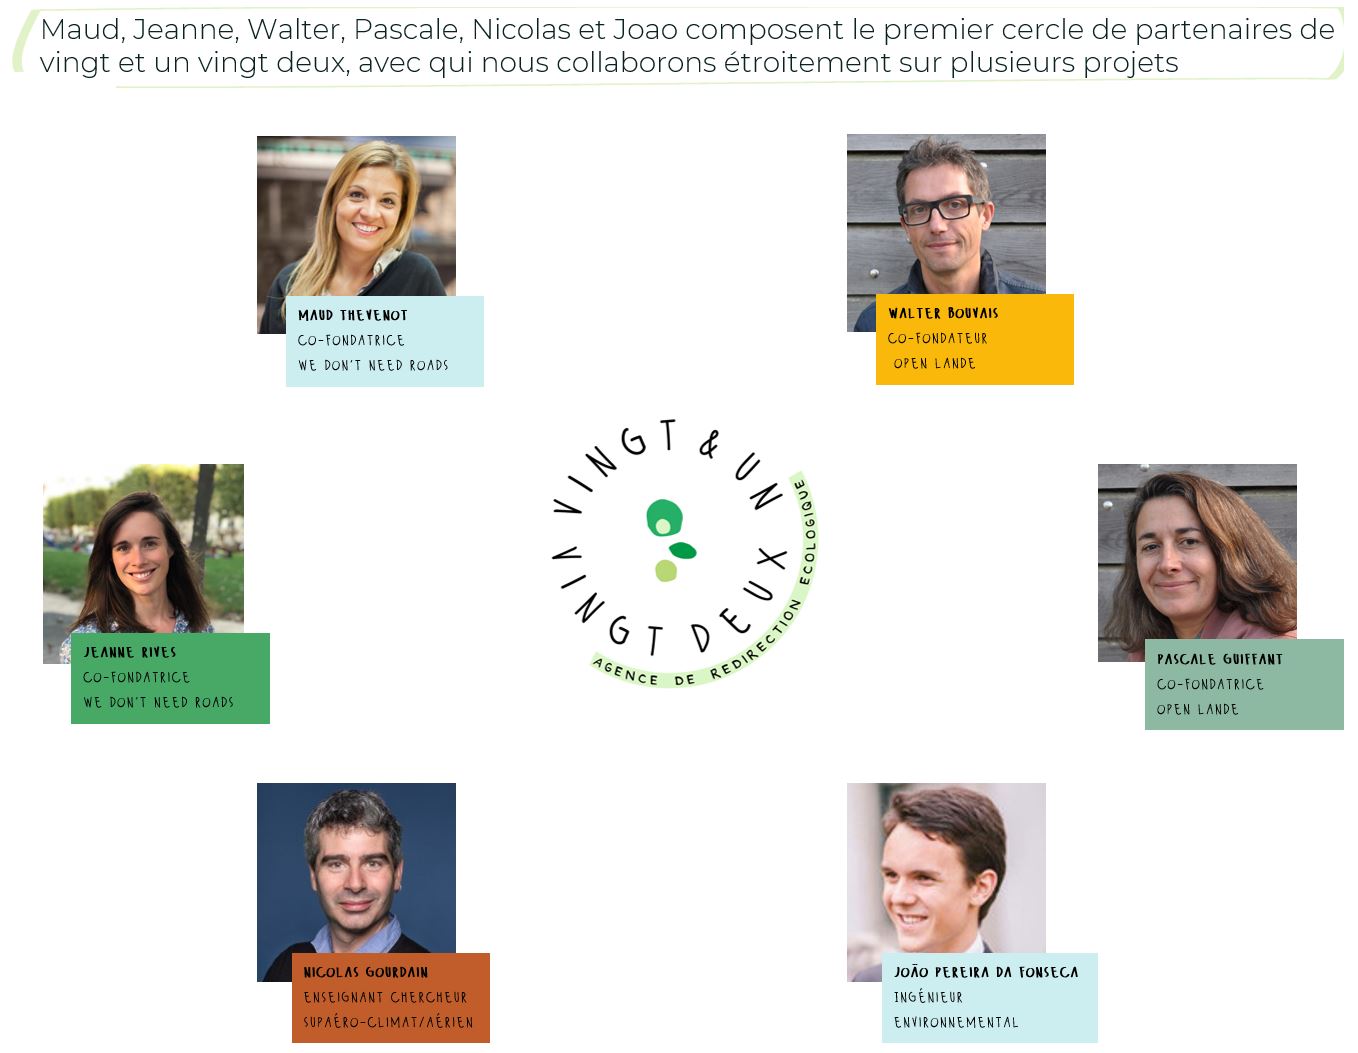 Maud, Jeanne, Walter, Pascale, Nicolas et Joao composent le premier cercle de partenaires de
vingt et un vingt deux, avec qui nous collaborons étroitement sur plusieurs projets
MAUD THEVENOT
CO-FONDATRICE
WE DON'T NEED ROADS
WALTER BOUVAIS
CO-FONDATEUR
OPEN LANDE
VINGT & UN
VINGT DEUX
AGENCE DE REDIRECTION ECOLOGIQUE
JEANNE RIVES
CO-FONDATRICE
WE DON'T NEED ROADS
PASCALE GUIFFANT
CO-FONDATRICE
OPEN LANDE
NICOLAS GOURDAIN
ENSEIGNANT CHERCHEUR
SUPAÉRO-CLIMAT/AÉRIEN
JOÃO PEREIRA DA FONSECA
INGÉNIEUR
ENVIRONNEMENTAL